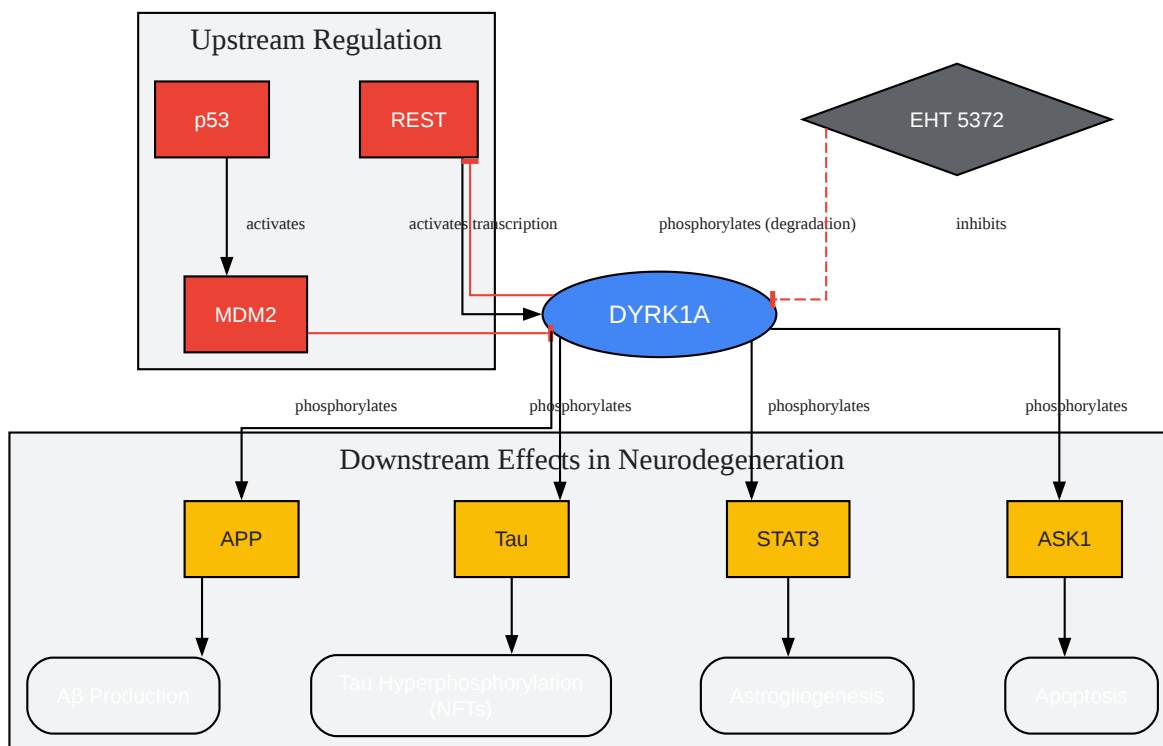 Upstream Regulation
p53
REST
EHT 5372
activates
activates transcription
phosphorylates (degradation)
inhibits
MDM2
DYRK1A
phosphorylates
phosphorylates
phosphorylates
phosphorylates
Downstream Effects in Neurodegeneration
APP
Tau
STAT3
ASK1
Aβ Production
Tau Hyperphosphorylation
(NFTs)
Astrogliogenesis
Apoptosis